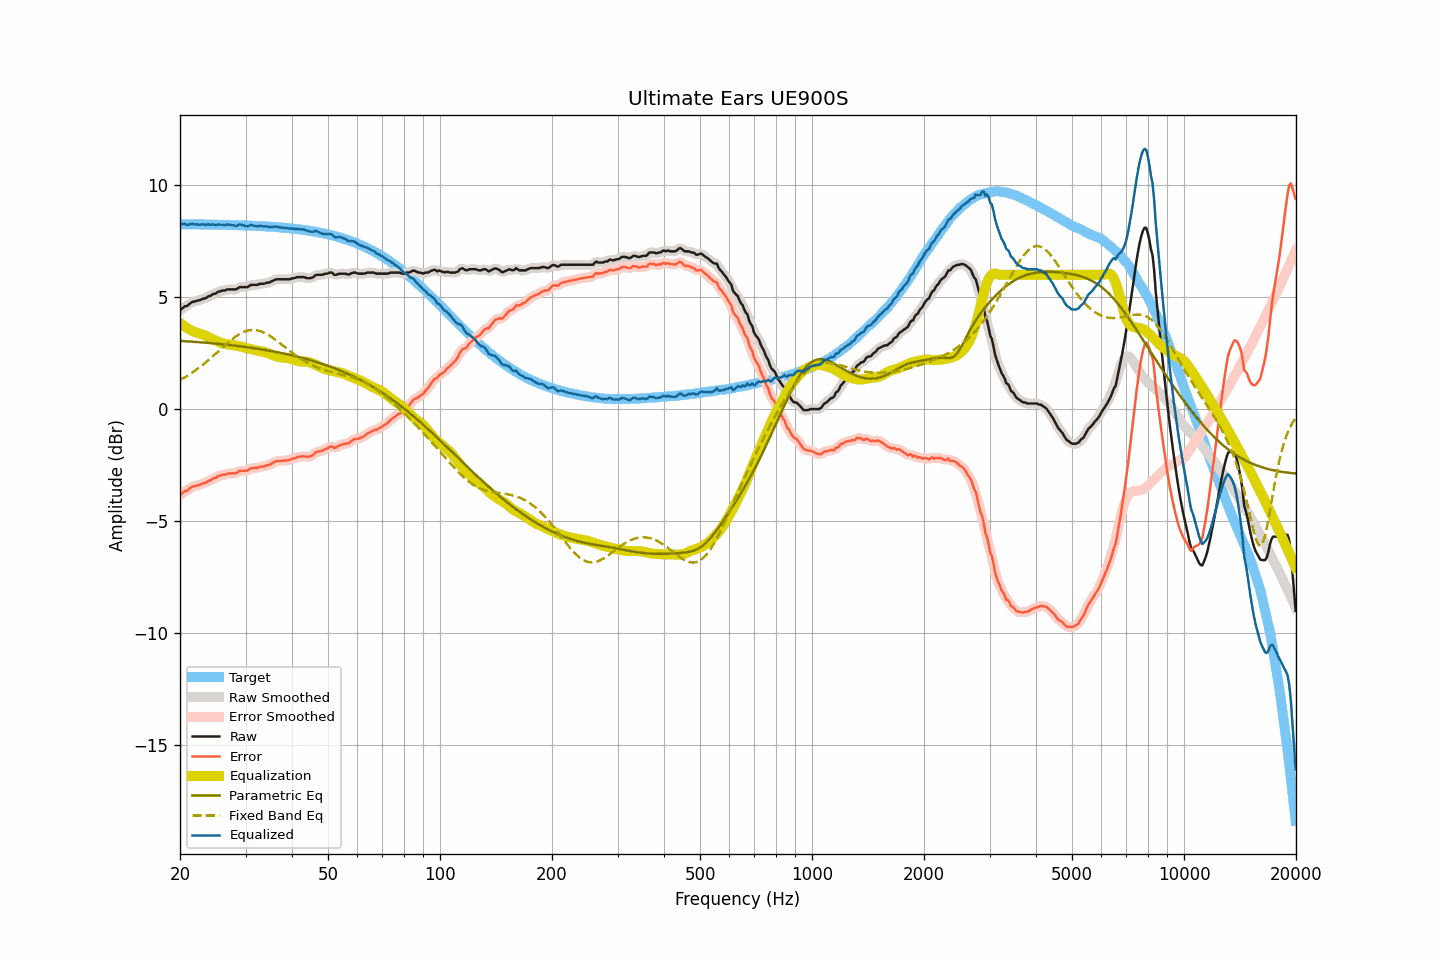 Ultimate Ears UE900S
Amplitude (dBr)
10
5
0
−5
−10
−15
Target
Raw Smoothed
Error Smoothed
Raw
Error
Equalization
Parametric Eq
Fixed Band Eq
Equalized
20 50 100 200 500 1000 2000 5000 10000 20000
Frequency (Hz)